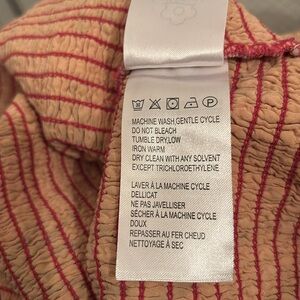 MACHINE WASH,GENTLE CYCLE
DO NOT BLEACH
TUMBLE DRY,LOW
IRON WARM
DRY CLEAN WITH ANY SOLVENT
EXCEPT TRICHLOROETHYLENE
LAVER À LA MACHINE CYCLE
DELLICAT
NE PAS JAVELLISER
SÉCHER À LA MACHINE CYCLE
DOUX
REPASSER AU FER CHEUD
NETTOYAGE À SEC